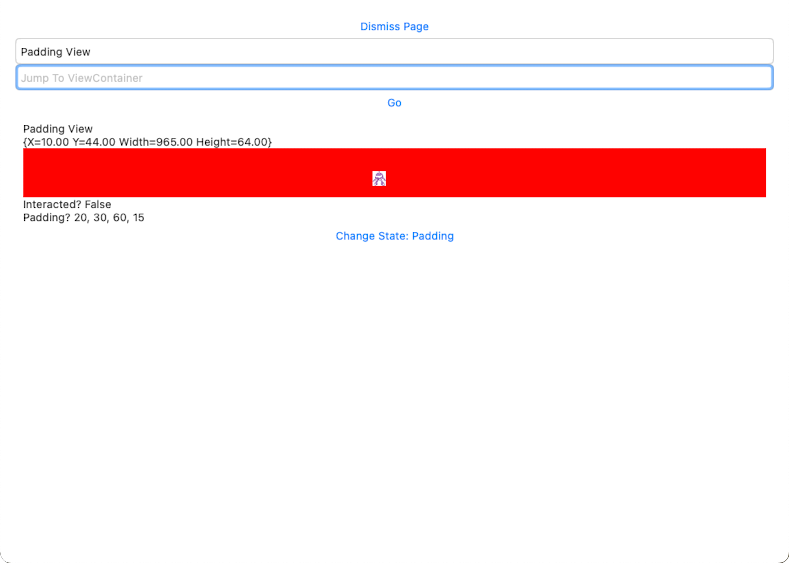 Dismiss Page
Padding View
Jump To ViewContainer
Go
Padding View
{X=10.00 Y=44.00 Width=965.00 Height=64.00}
Interacted? False
Padding? 20, 30, 60, 15
Change State: Padding